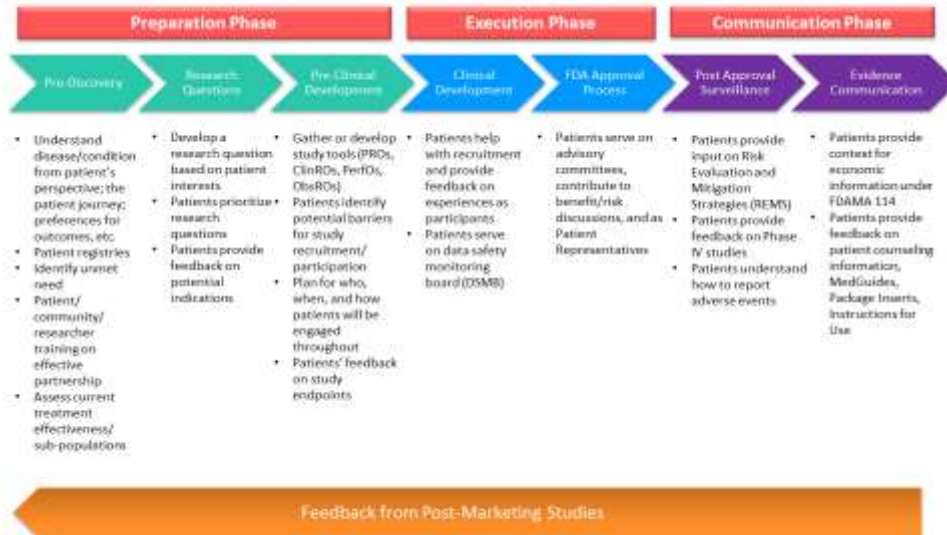 Preparation Phase
Execution Phase
Communication Phase
Pre-Discovery
Research
Questions
Pre-Clinical
Development
Clinical
Development
FDA Approval
Process
Post Approval
Surveillance
Evidence
Communication
• Understand
disease/condition
from patient's
perspective; the
patient journey;
preferences for
outcomes, etc
• Patient registries
• Identify unmet
need
• Patient/
community/
researcher
training on
effective
partnership
• Assess current
treatment
effectiveness/
sub-populations
• Develop a
research question
based on patient
interests
• Patients prioritize
research
questions
• Patients provide
feedback on
potential
indications
• Gather or develop
study tools (PROs,
ClinROs, PerfOs,
ObsROs)
• Patients identify
potential barriers
for study
recruitment/
participation
• Plan for who,
when, and how
patients will be
engaged
throughout
• Patients' feedback
on study
endpoints
• Patients help
with recruitment
and provide
feedback on
experiences as
participants
• Patients serve
on data safety
monitoring
board (DSMB)
• Patients serve on
advisory
committees,
contribute to
benefit/risk
discussions, and as
Patient
Representatives
• Patients provide
input on Risk
Evaluation and
Mitigation
Strategies (REMS)
• Patients provide
feedback on Phase
IV studies
• Patients understand
how to report
adverse events
• Patients provide
context for
economic
information under
FDAMA 114
• Patients provide
feedback on
patient counseling
information,
MedGuides,
Package Inserts,
Instructions for
Use
Feedback from Post-Marketing Studies